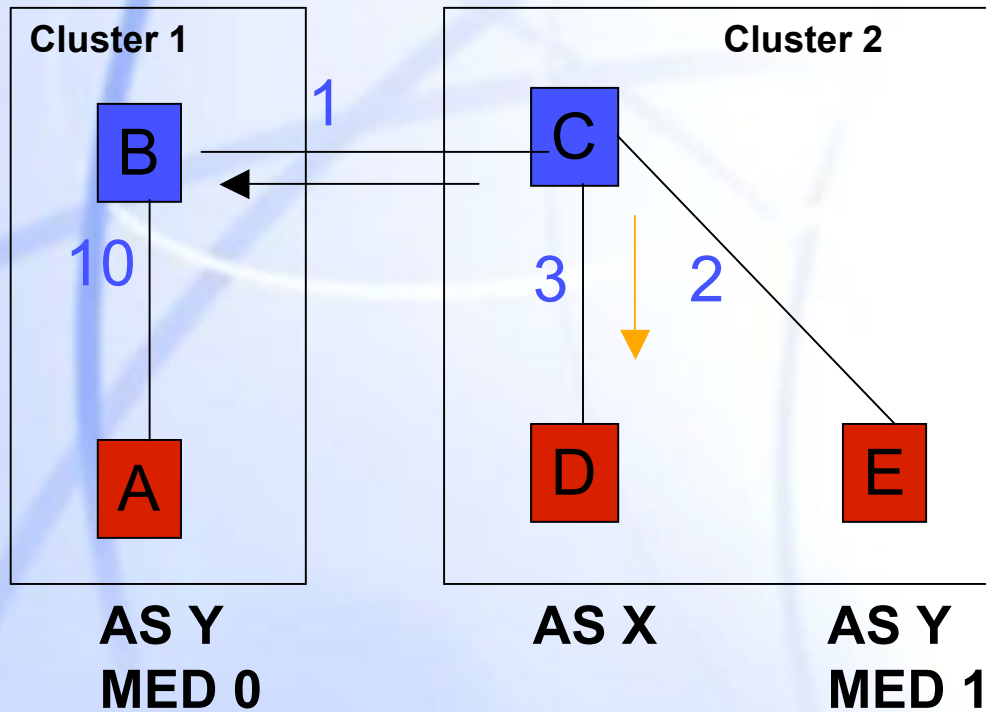 Cluster 1
Cluster 2
1
B
C
10
3
2
A
D
E
AS Y
MED 0
AS X
AS Y
MED 1